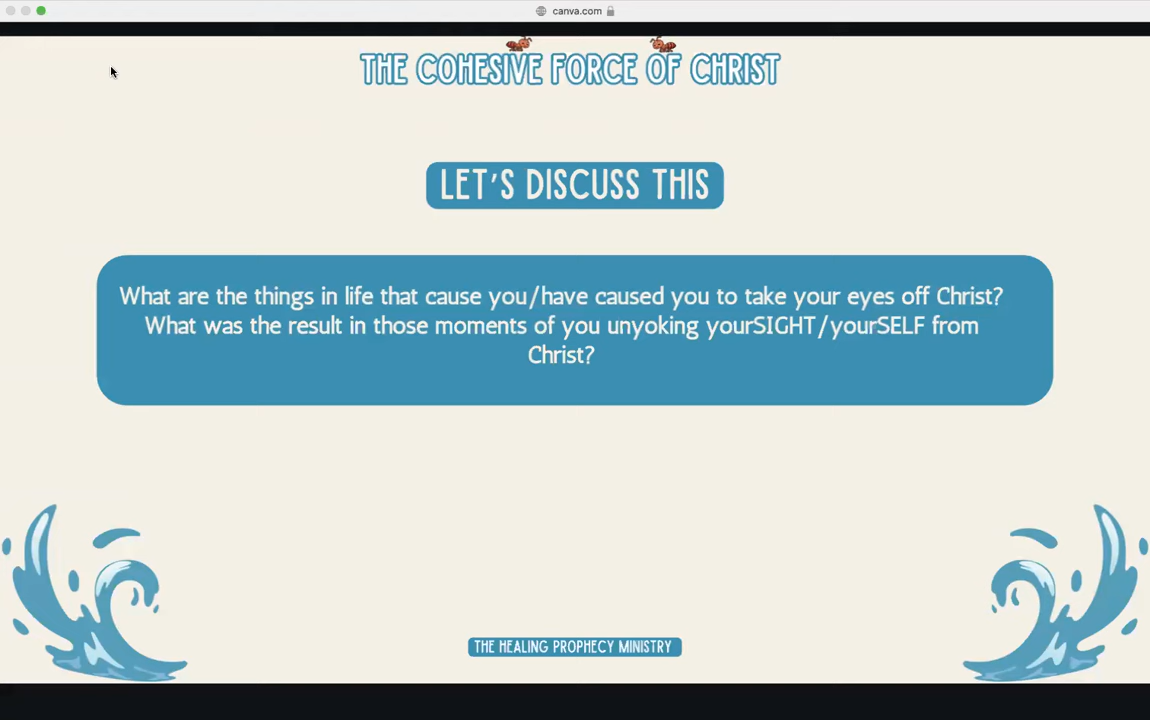 canva.com
THE COHESIVE FORCE OF CHRIST
LET'S DISCUSS THIS
What are the things in life that cause you/have caused you to take your eyes off Christ?
What was the result in those moments of you unyoking yourSIGHT/yourSELF from
Christ?
THE HEALING PROPHECY MINISTRY